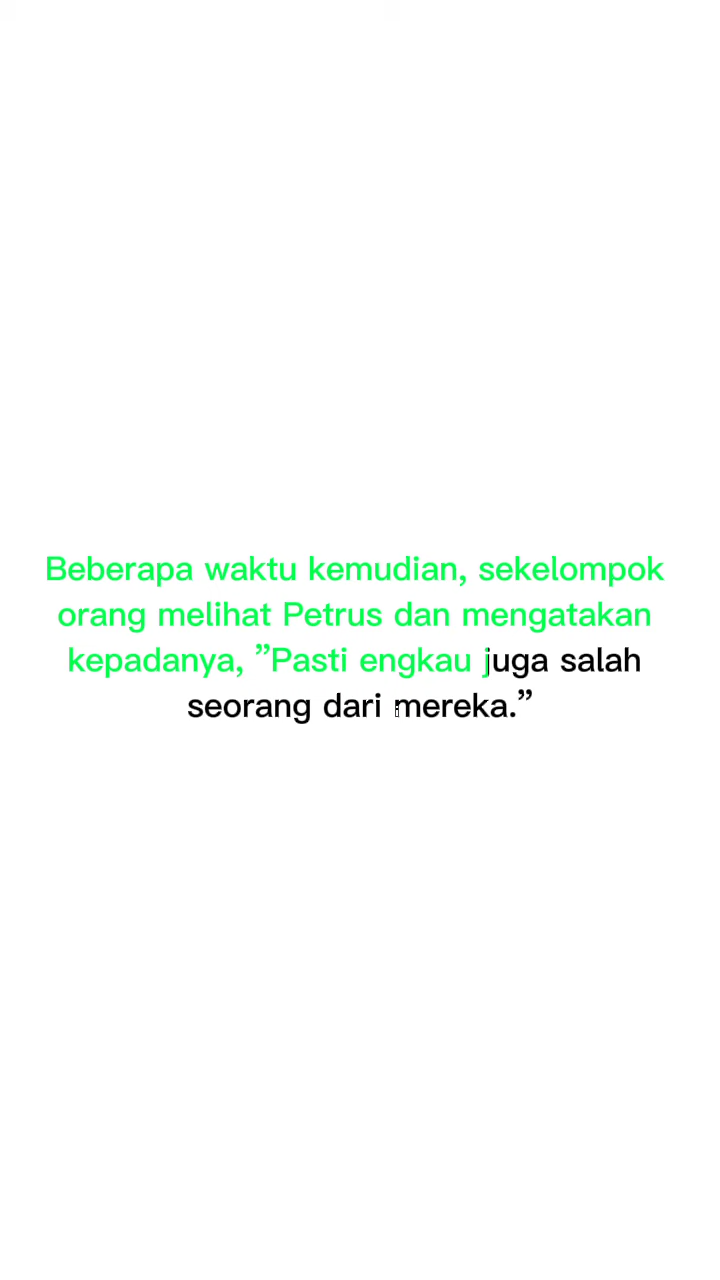 Beberapa waktu kemudian, sekelompok
orang melihat Petrus dan mengatakan
kepadanya, ”Pasti engkau juga salah
seorang dari mereka.”